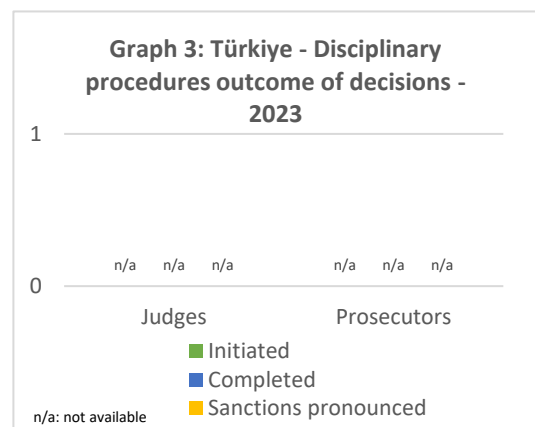 Graph 3: Türkiye - Disciplinary
procedures outcome of decisions -
2023
1
n/a n/a n/a n/a n/a n/a
0
Judges Prosecutors
Initiated
Completed
Sanctions pronounced
n/a: not available